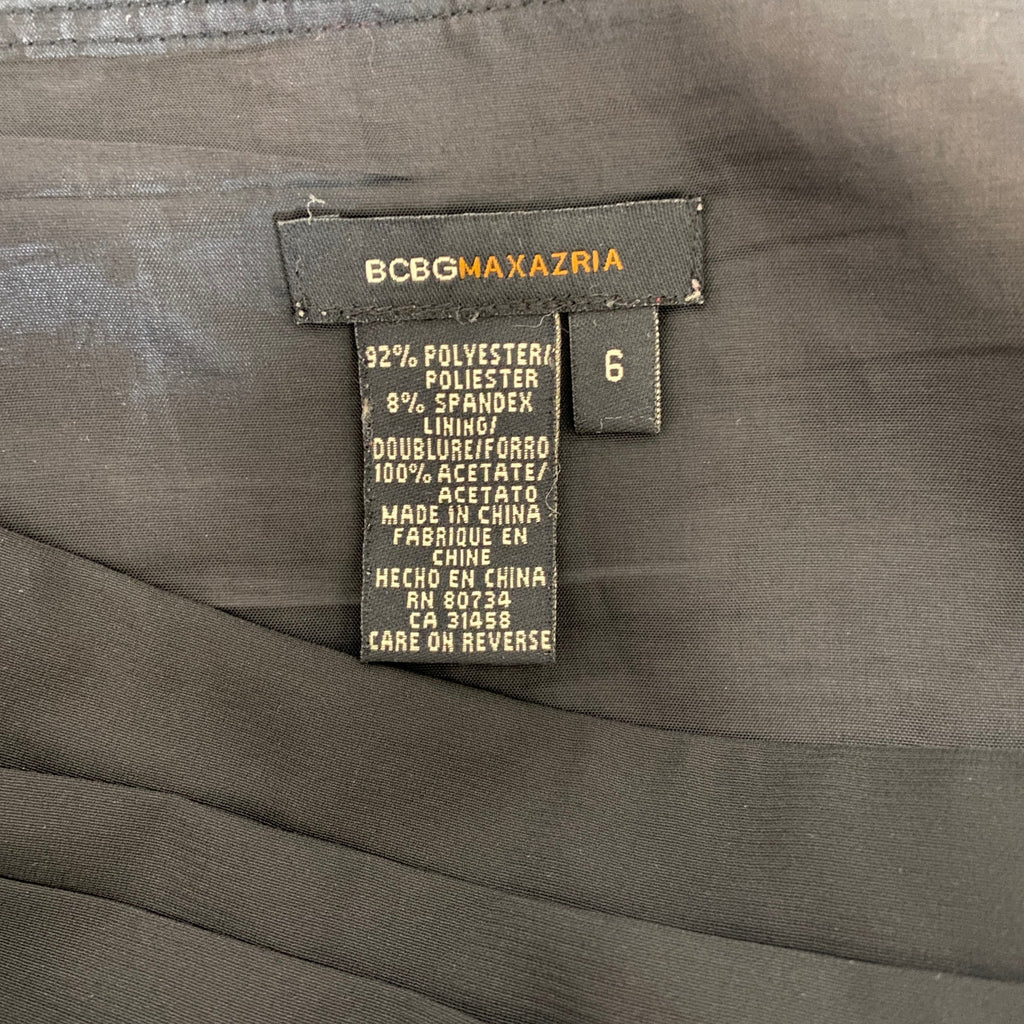 BCBGMAXAZRIA
92% POLYESTER/
POLIESTER
8% SPANDEX
LINING/
DOUBLURE/FORRO
100% ACETATE/
ACETATO
MADE IN CHINA
FABRIQUE EN
CHINE
HECHO EN CHINA
RN 80734
CA 31458
CARE ON REVERSE
6